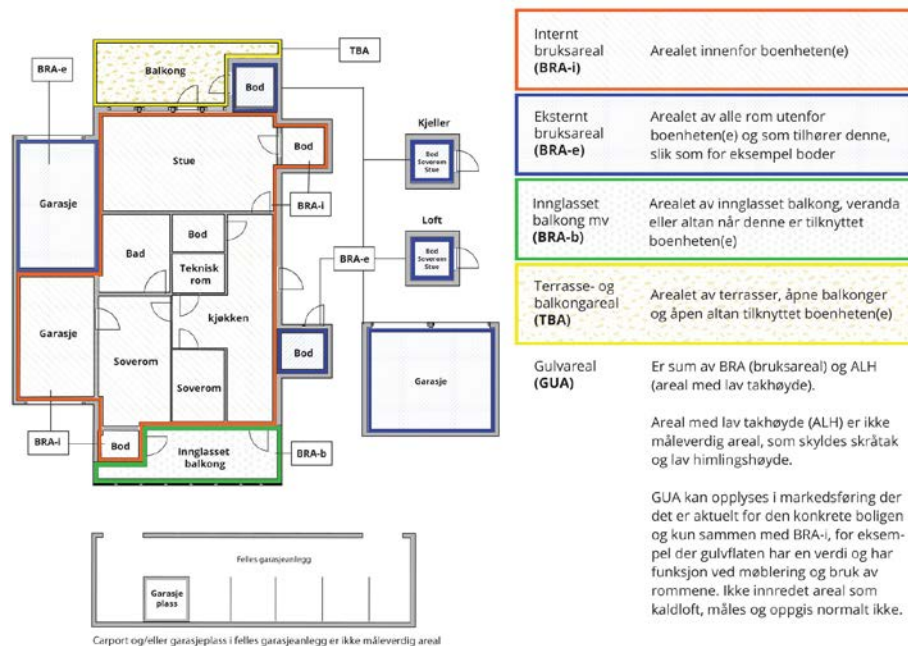 TBA
BRA-e
Balkong
Bod
Kjeller
Stue
Bod
Bod
Soverom
Stue
Garasje
BRA-i
Loft
Bad
Bod
Teknisk
rom
BRA-e
Bod
Soverom
Stue
Garasje
kjøkken
Soverom
Soverom
Bod
Garasje
BRA-i
Bod
Innglasset
balkong
BRA-b
Felles garasjeanlegg
Garasje
plass
Carport og/eller garasjeplass i felles garasjeanlegg er ikke måleverdig areal
Internt
bruksareal
(BRA-i)
Arealet innenfor boenheten(e)
Eksternt
bruksareal
(BRA-e)
Arealet av alle rom utenfor
boenheten(e) og som tilhører denne,
slik som for eksempel boder
Innglasset
balkong mv
(BRA-b)
Arealet av innglasset balkong, veranda
eller altan når denne er tilknyttet
boenheten(e)
Terrasse- og
balkongareal
(TBA)
Arealet av terrasser, åpne balkonger
og åpen altan tilknyttet boenheten(e)
Gulvareal
(GUA)
Er sum av BRA (bruksareal) og ALH
(areal med lav takhøyde).
Areal med lav takhøyde (ALH) er ikke
måleverdig areal, som skyldes skråtak
og lav himlingshøyde.
GUA kan opplyses i markedsføring der
det er aktuelt for den konkrete boligen
og kun sammen med BRA-i, for eksem-
pel der gulvflaten har en verdi og har
funksjon ved møblering og bruk av
rommene. Ikke innredet areal som
kaldloft, måles og oppgis normalt ikke.